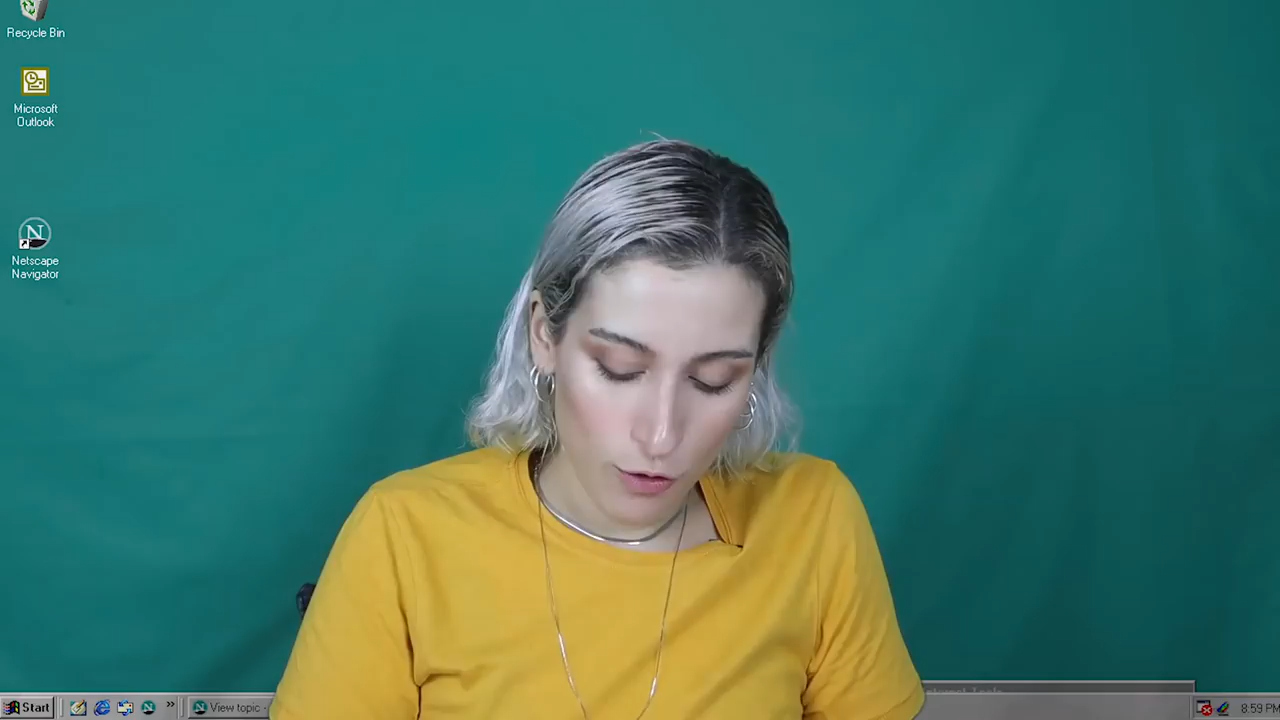 Recycle Bin
Microsoft
Outlook
N
Netscape
Navigator
Start
»
View topic -
8:59 PM